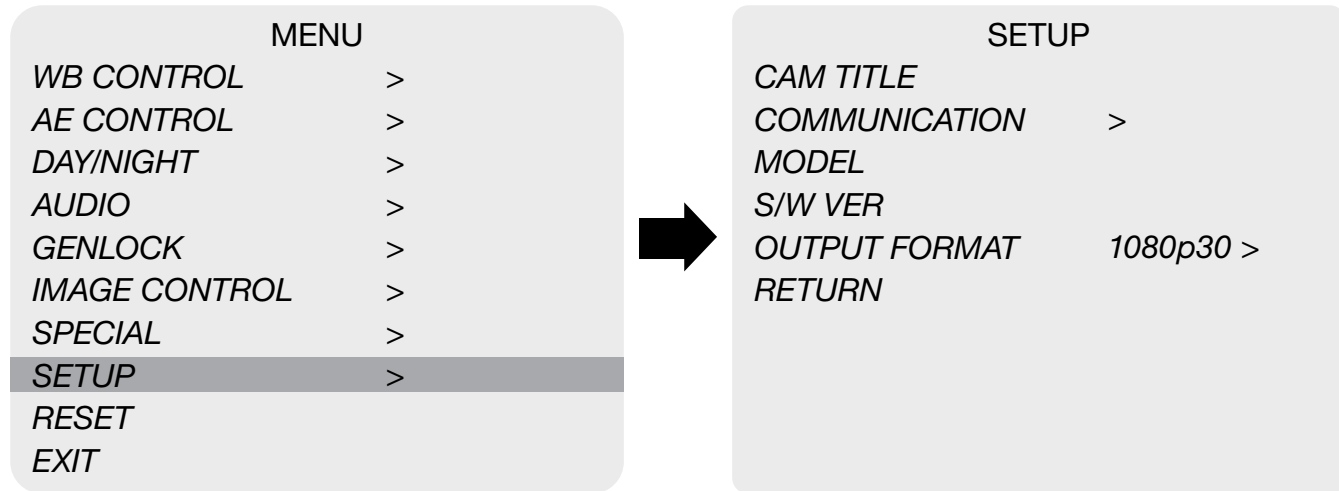 MENU
WB CONTROL >
AE CONTROL >
DAY/NIGHT >
AUDIO >
GENLOCK >
IMAGE CONTROL >
SPECIAL >
SETUP >
RESET
EXIT
SETUP
CAM TITLE
COMMUNICATION >
MODEL
S/W VER
OUTPUT FORMAT 1080p30 >
RETURN